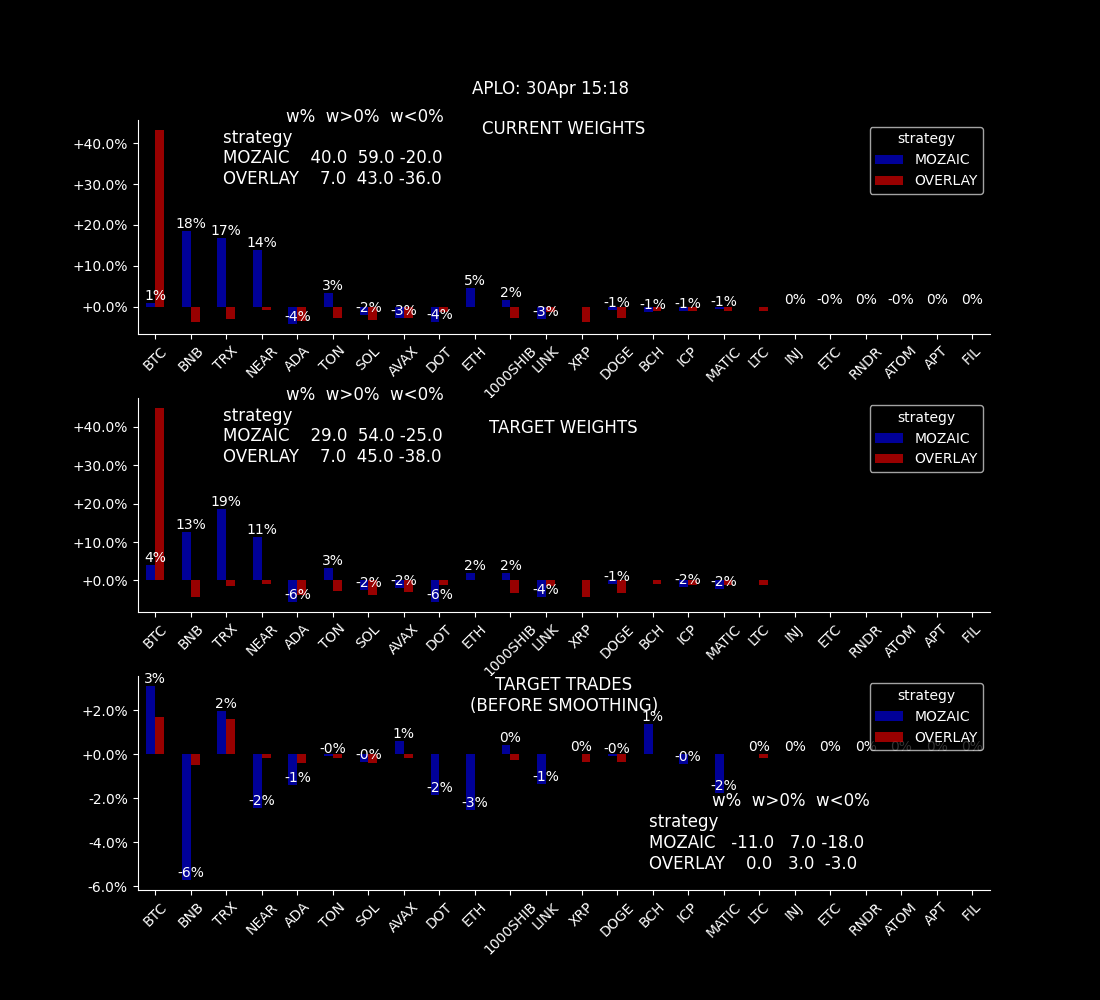 APLO: 30Apr 15:18
CURRENT WEIGHTS
w% w>0% w<0%
strategy
MOZAIC 40.0 59.0 -20.0
OVERLAY 7.0 43.0 -36.0
strategy
MOZAIC
OVERLAY
+40.0%
+30.0%
+20.0%
+10.0%
+0.0%
1% 18% 17% 14% -4% 3% -2% -3% -4% 5% 2% -3% -1% -1% -1% -1% 0% -0% 0% -0% 0% 0%
BTC BNB TRX NEAR ADA TON SOL AVAX DOT ETH 1000SHIB LINK XRP DOGE BCH ICP MATIC LTC INJ ETC RNDR ATOM APT FIL
TARGET WEIGHTS
w% w>0% w<0%
strategy
MOZAIC 29.0 54.0 -25.0
OVERLAY 7.0 45.0 -38.0
strategy
MOZAIC
OVERLAY
+40.0%
+30.0%
+20.0%
+10.0%
+0.0%
4% 13% 19% 11% -6% 3% -2% -2% -6% 2% 2% -4% -1% -2% -2%
BTC BNB TRX NEAR ADA TON SOL AVAX DOT ETH 1000SHIB LINK XRP DOGE BCH ICP MATIC LTC INJ ETC RNDR ATOM APT FIL
TARGET TRADES
(BEFORE SMOOTHING)
strategy
MOZAIC
OVERLAY
+2.0%
+0.0%
-2.0%
-4.0%
-6.0%
3% -6% 2% -2% -1% -0% -0% 1% -2% -3% 0% -1% 0% -0% 1% -0% -2% 0% 0% 0% 0% 0% 0% 0%
w% w>0% w<0%
strategy
MOZAIC -11.0 7.0 -18.0
OVERLAY 0.0 3.0 -3.0
BTC BNB TRX NEAR ADA TON SOL AVAX DOT ETH 1000SHIB LINK XRP DOGE BCH ICP MATIC LTC INJ ETC RNDR ATOM APT FIL